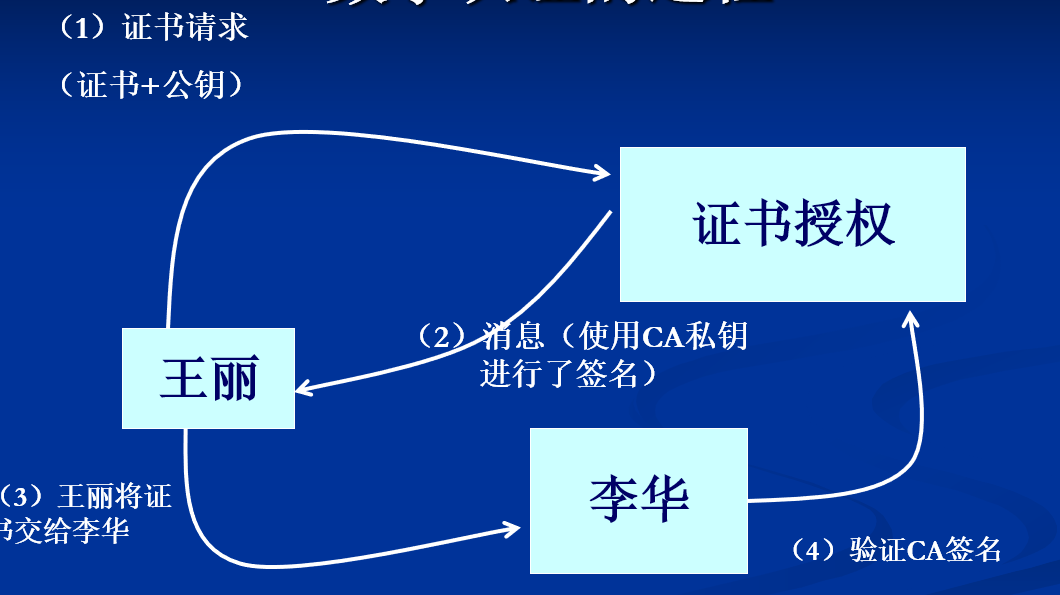 （1）证书请求
（证书+公钥）
证书授权
（2）消息（使用CA私钥
进行了签名）
王丽
李华
（3）王丽将证
书交给李华
（4）验证CA签名